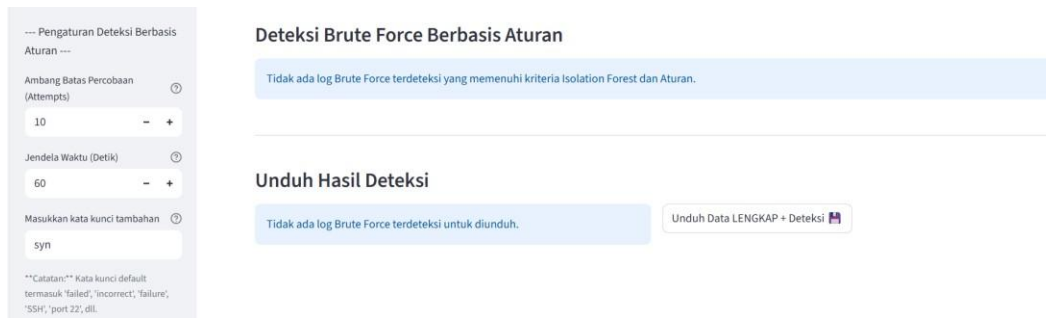 --- Pengaturan Deteksi Berbasis
Aturan ---
Ambang Batas Percobaan
(Attempts)
10
Jendela Waktu (Detik)
60
Masukkan kata kunci tambahan
syn
**Catatan:** Kata kunci default
termasuk 'failed', 'incorrect', 'failure',
'SSH', 'port 22', dll.
Deteksi Brute Force Berbasis Aturan
Tidak ada log Brute Force terdeteksi yang memenuhi kriteria Isolation Forest dan Aturan.
Unduh Hasil Deteksi
Tidak ada log Brute Force terdeteksi untuk diunduh.
Unduh Data LENGKAP + Deteksi 💾